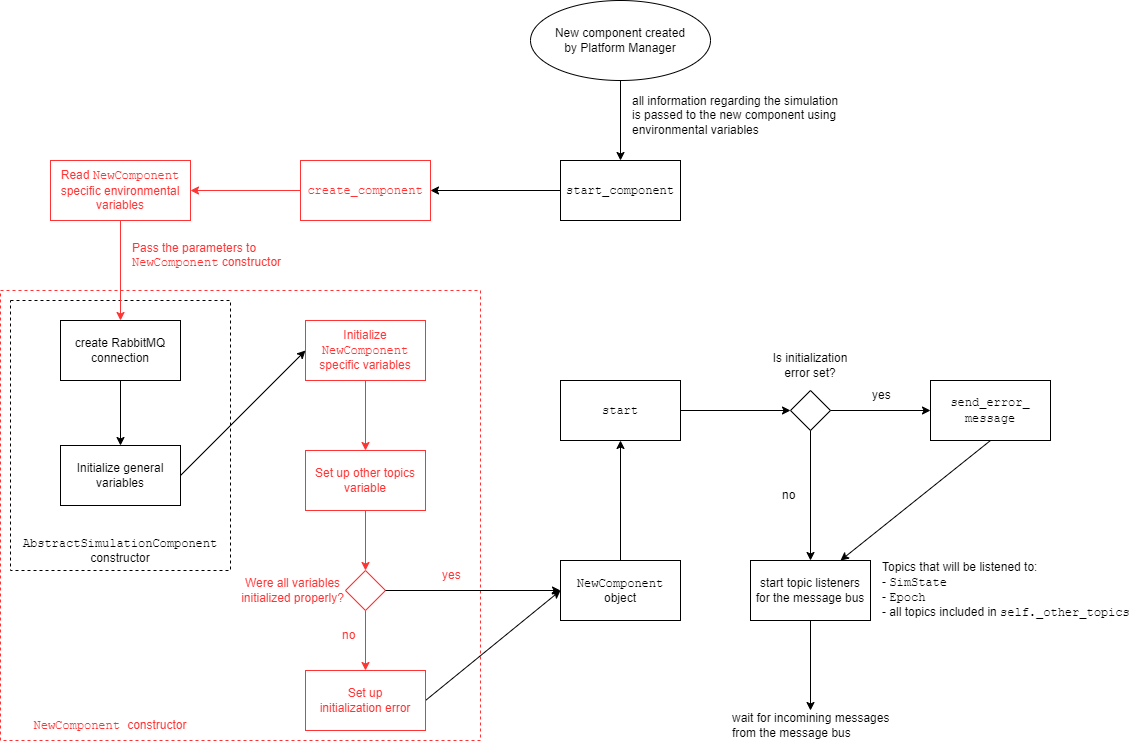 New component created
by Platform Manager
all information regarding the simulation
is passed to the new component using
environmental variables
Read NewComponent
specific environmental
variables
create_component
start_component
Pass the parameters to
NewComponent constructor
create RabbitMQ
connection
Initialize general
variables
AbstractSimulationComponent
constructor
Initialize
NewComponent
specific variables
Set up other topics
variable
Were all variables
initialized properly?
yes
no
Set up
initialization error
NewComponent constructor
NewComponent
object
start
Is initialization
error set?
yes
send_error_
message
no
start topic listeners
for the message bus
Topics that will be listened to:
- SimState
- Epoch
- all topics included in self._other_topics
wait for incomining messages
from the message bus